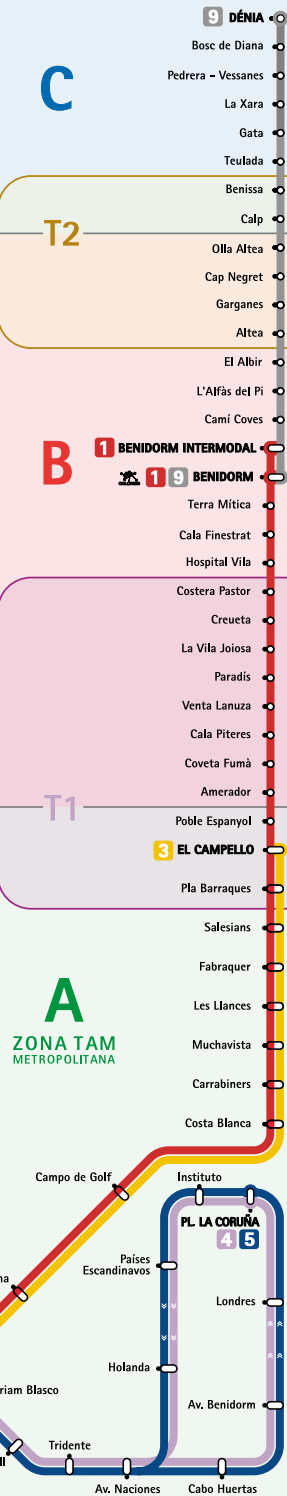 9 DÉNIA
Bosc de Diana
Pedrera - Vessanes
C
La Xara
Gata
Teulada
Benissa
Calp
T2
Olla Altea
Cap Negret
Garganes
Altea
El Albir
L'Alfàs del Pi
Camí Coves
1 BENIDORM INTERMODAL
B
1 9 BENIDORM
Terra Mítica
Cala Finestrat
Hospital Vila
Costera Pastor
Creueta
La Vila Joiosa
Paradís
Venta Lanuza
Cala Piteres
Coveta Fumà
Amerador
T1
Poble Espanyol
3 EL CAMPELLO
Pla Barraques
Salesians
Fabraquer
A
ZONA TAM
METROPOLITANA
Les Llances
Muchavista
Carrabiners
Costa Blanca
Campo de Golf
Instituto
PL. LA CORUÑA
4 5
Países
Escandinavos
na
Londres
Holanda
riam Blasco
Av. Benidorm
Tridente
Av. Naciones
Cabo Huertas